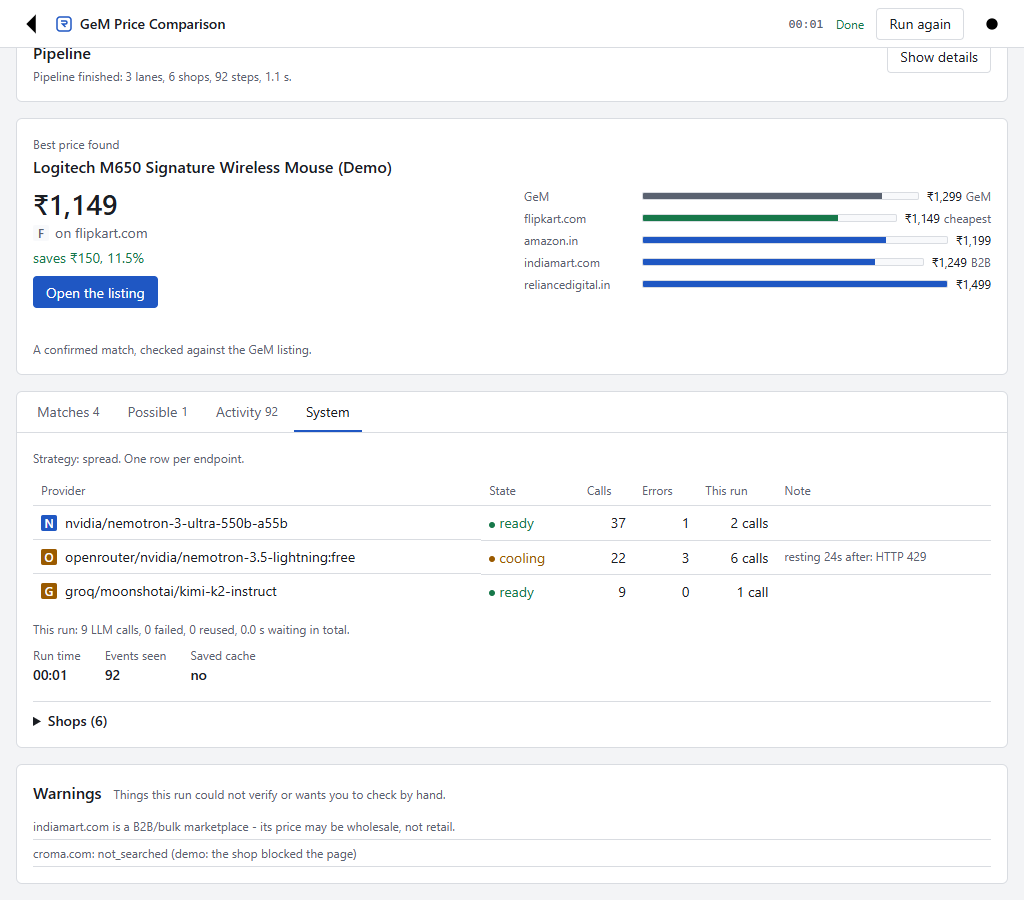 GeM Price Comparison
00:01 Done Run again
Pipeline
Show details
Pipeline finished: 3 lanes, 6 shops, 92 steps, 1.1 s.
Best price found
Logitech M650 Signature Wireless Mouse (Demo)
₹1,149
F on flipkart.com
saves ₹150, 11.5%
Open the listing
GeM ₹1,299 GeM
flipkart.com ₹1,149 cheapest
amazon.in ₹1,199
indiamart.com ₹1,249 B2B
reliancedigital.in ₹1,499
A confirmed match, checked against the GeM listing.
Matches 4 Possible 1 Activity 92 System
Strategy: spread. One row per endpoint.
Provider State Calls Errors This run Note
N nvidia/nemotron-3-ultra-550b-a55b ready 37 1 2 calls
O openrouter/nvidia/nemotron-3.5-lightning:free cooling 22 3 6 calls resting 24s after: HTTP 429
G groq/moonshotai/kimi-k2-instruct ready 9 0 1 call
This run: 9 LLM calls, 0 failed, 0 reused, 0.0 s waiting in total.
Run time Events seen Saved cache
00:01 92 no
Shops (6)
Warnings Things this run could not verify or wants you to check by hand.
indiamart.com is a B2B/bulk marketplace - its price may be wholesale, not retail.
croma.com: not_searched (demo: the shop blocked the page)